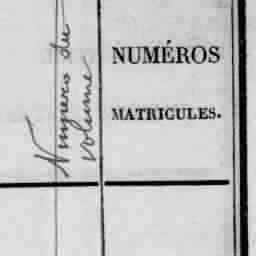 Numero du
volume
NUMÉROS
MATRICULES.